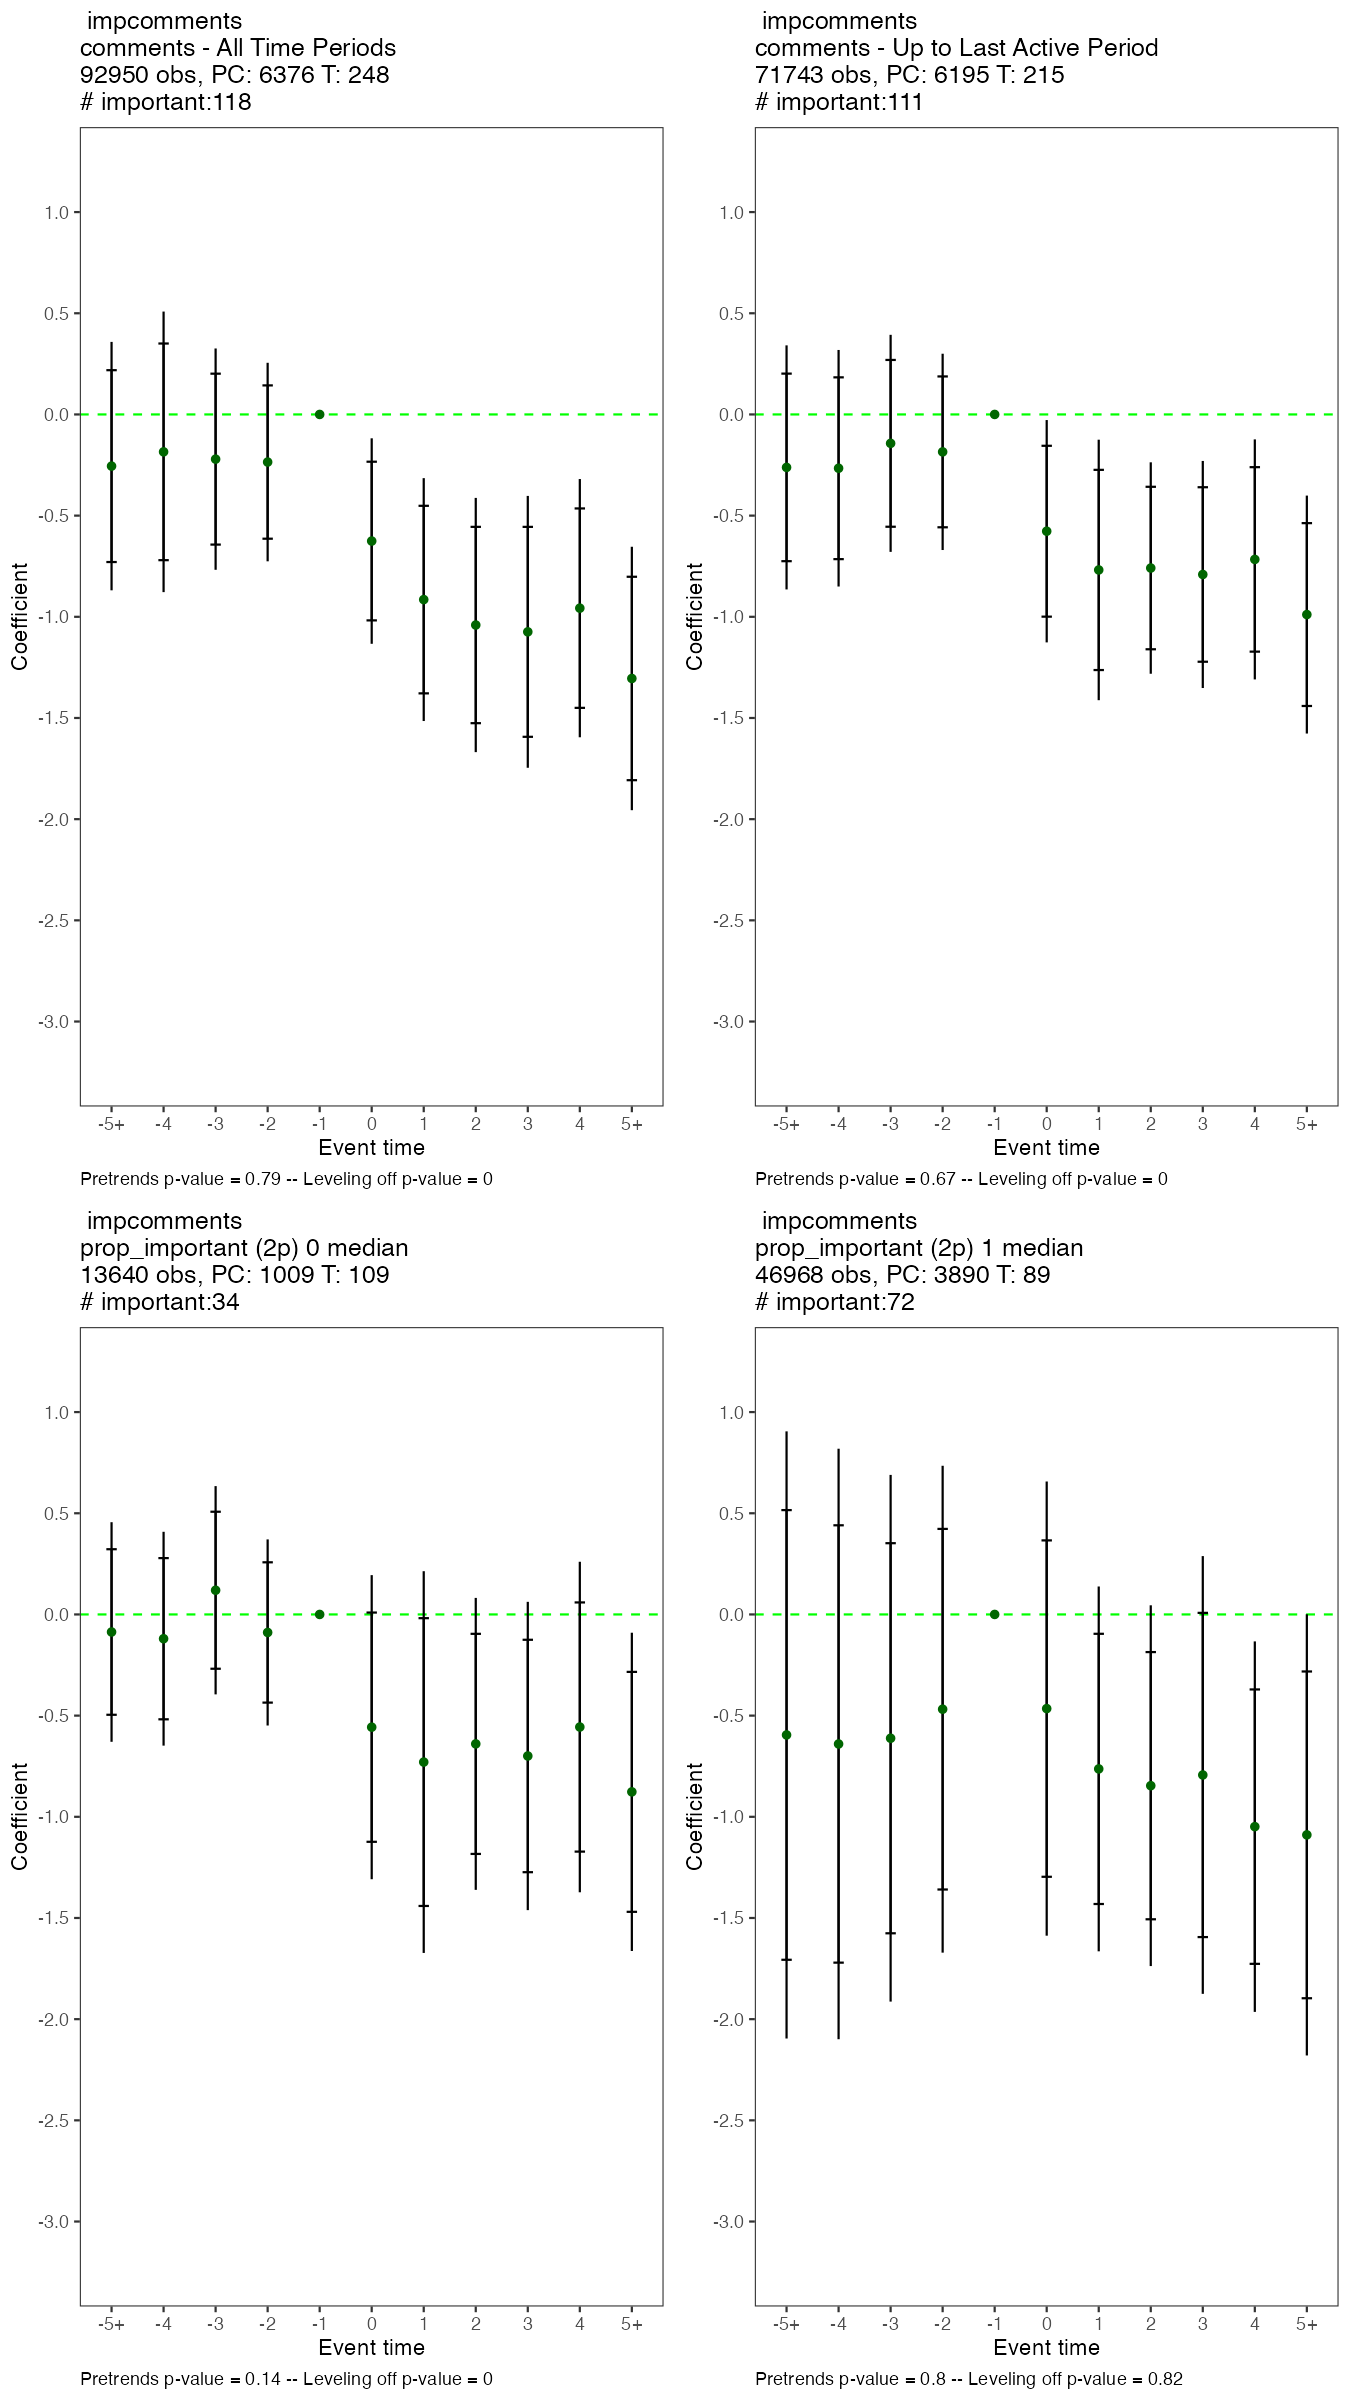 impcomments
comments - All Time Periods
92950 obs, PC: 6376 T: 248
# important:118
1.0
0.5
0.0
-0.5
-1.0
-1.5
-2.0
-2.5
-3.0
Coefficient
-5+ -4 -3 -2 -1 0 1 2 3 4 5+
Event time
Pretrends p-value = 0.79 -- Leveling off p-value = 0
impcomments
comments - Up to Last Active Period
71743 obs, PC: 6195 T: 215
# important:111
1.0
0.5
0.0
-0.5
-1.0
-1.5
-2.0
-2.5
-3.0
Coefficient
-5+ -4 -3 -2 -1 0 1 2 3 4 5+
Event time
Pretrends p-value = 0.67 -- Leveling off p-value = 0
impcomments
prop_important (2p) 0 median
13640 obs, PC: 1009 T: 109
# important:34
1.0
0.5
0.0
-0.5
-1.0
-1.5
-2.0
-2.5
-3.0
Coefficient
-5+ -4 -3 -2 -1 0 1 2 3 4 5+
Event time
Pretrends p-value = 0.14 -- Leveling off p-value = 0
impcomments
prop_important (2p) 1 median
46968 obs, PC: 3890 T: 89
# important:72
1.0
0.5
0.0
-0.5
-1.0
-1.5
-2.0
-2.5
-3.0
Coefficient
-5+ -4 -3 -2 -1 0 1 2 3 4 5+
Event time
Pretrends p-value = 0.8 -- Leveling off p-value = 0.82